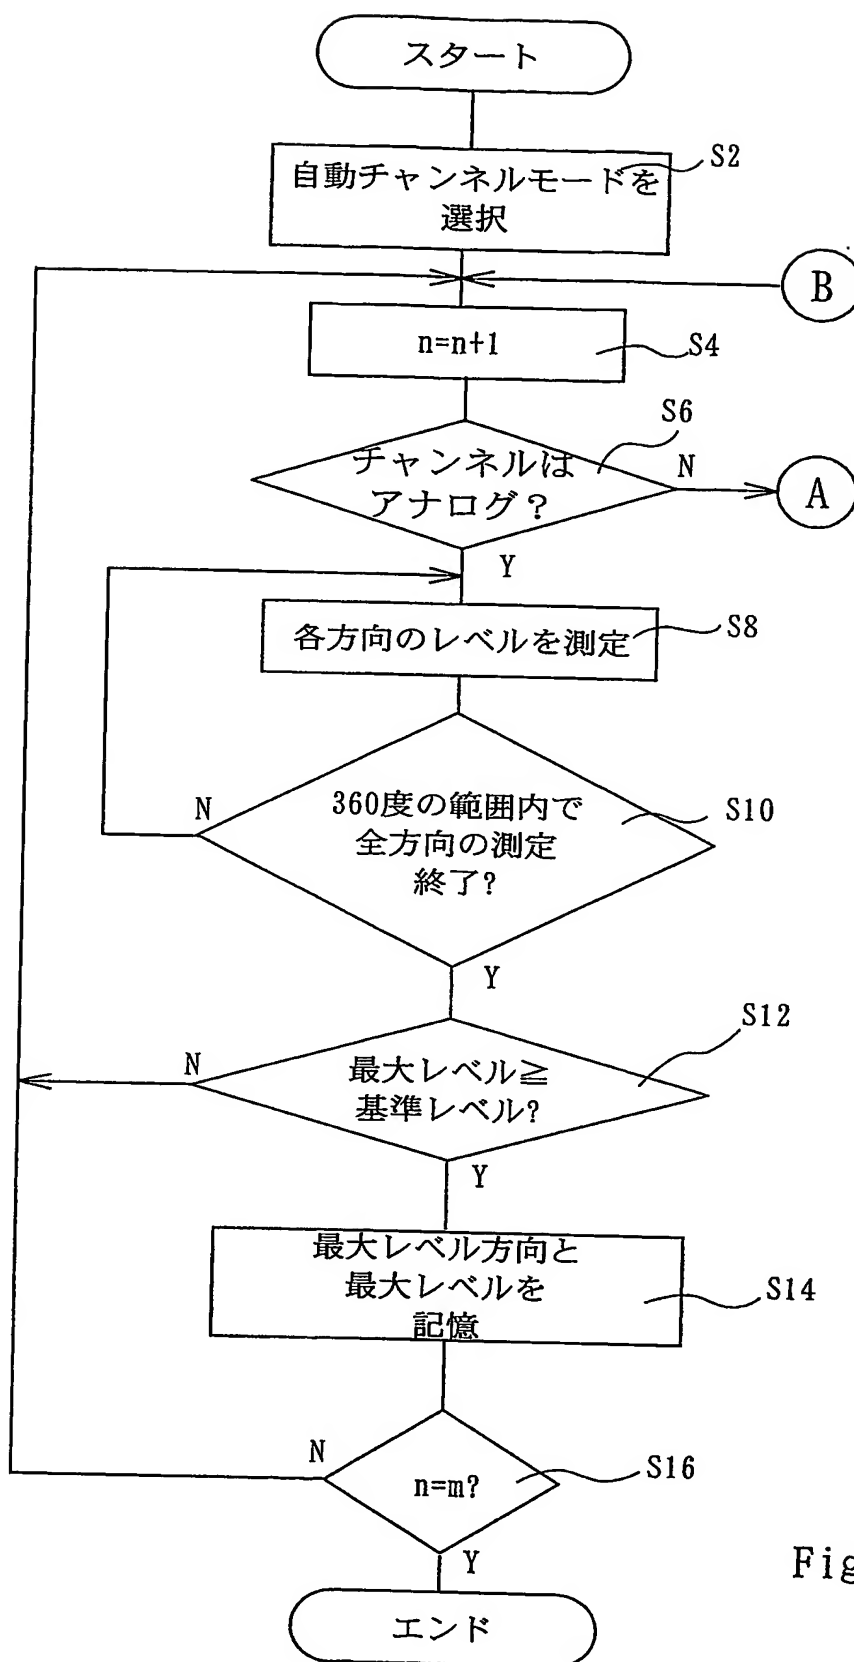 スタート
自動チャンネルモードを
選択
S2
B
n=n+1
S4
S6
チャンネルは
アナログ?
N
A
Y
各方向のレベルを測定
S8
N
360度の範囲内で
全方向の測定
終了?
S10
Y
S12
N
最大レベル≧
基準レベル?
Y
最大レベル方向と
最大レベルを
記憶
S14
N
n=m?
S16
Y
Fig
エンド